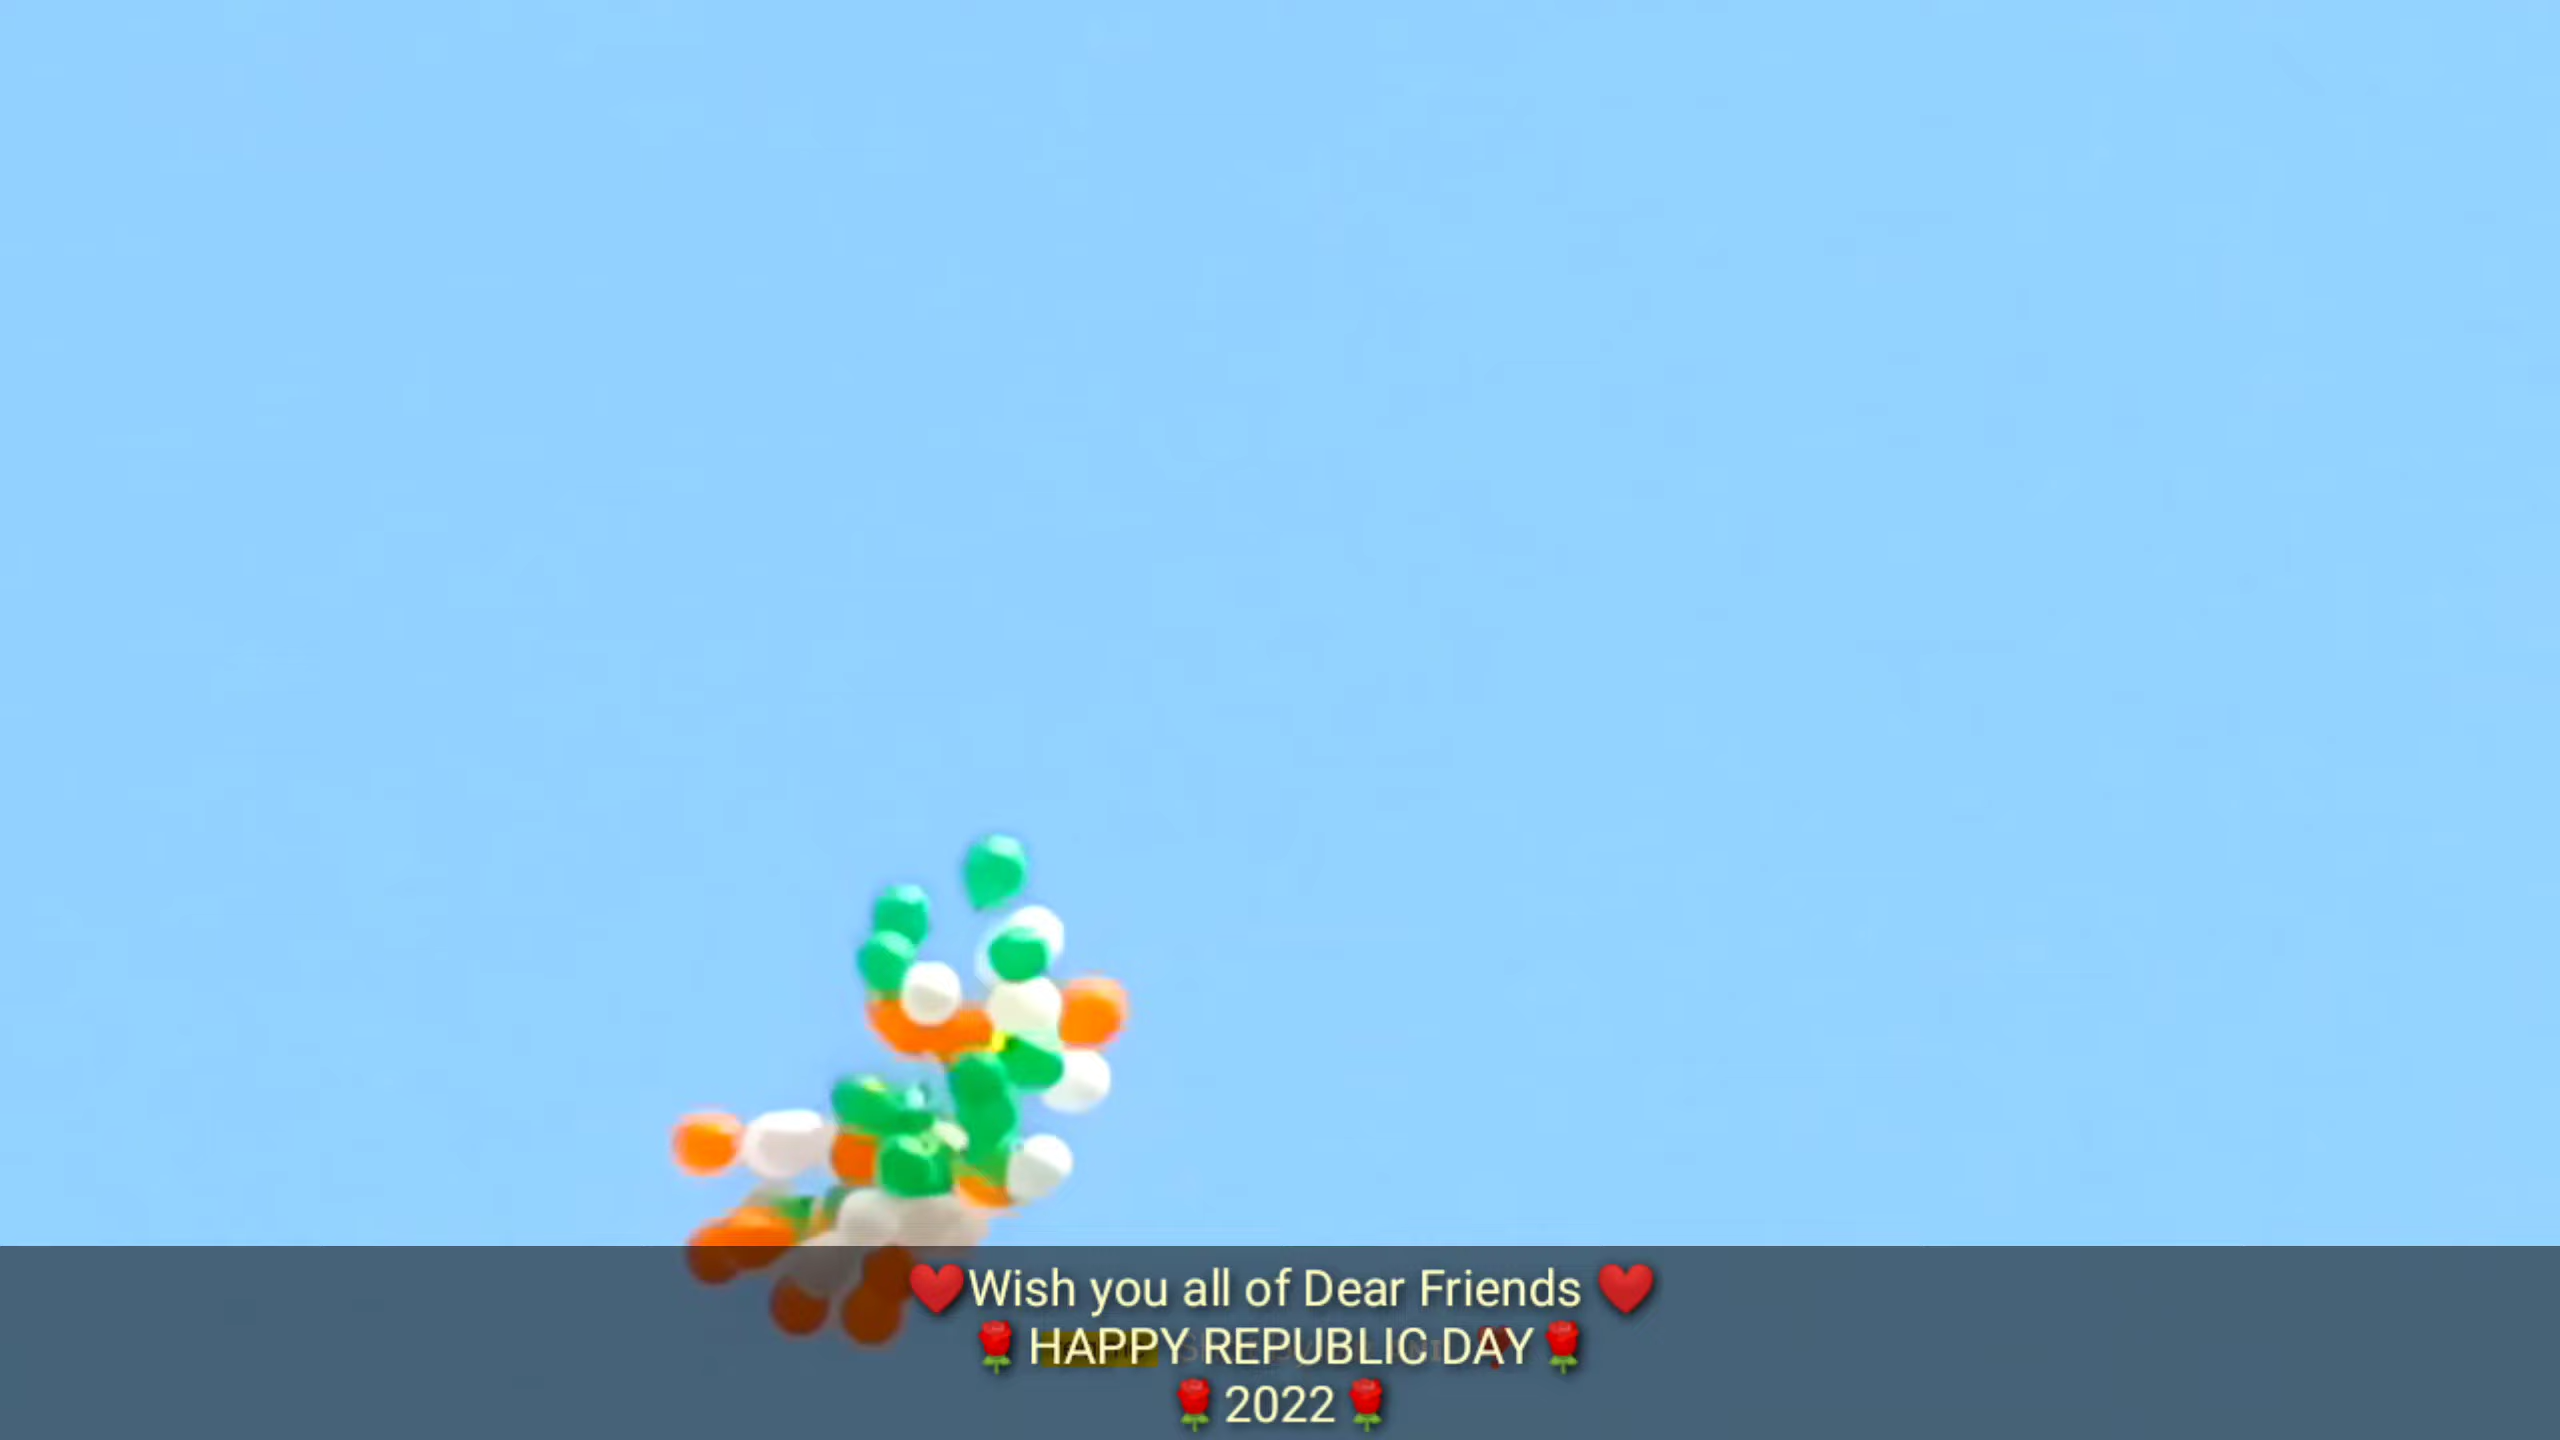 ❤️Wish you all of Dear Friends ❤️
🌹HAPPY REPUBLIC DAY🌹
🌹2022🌹